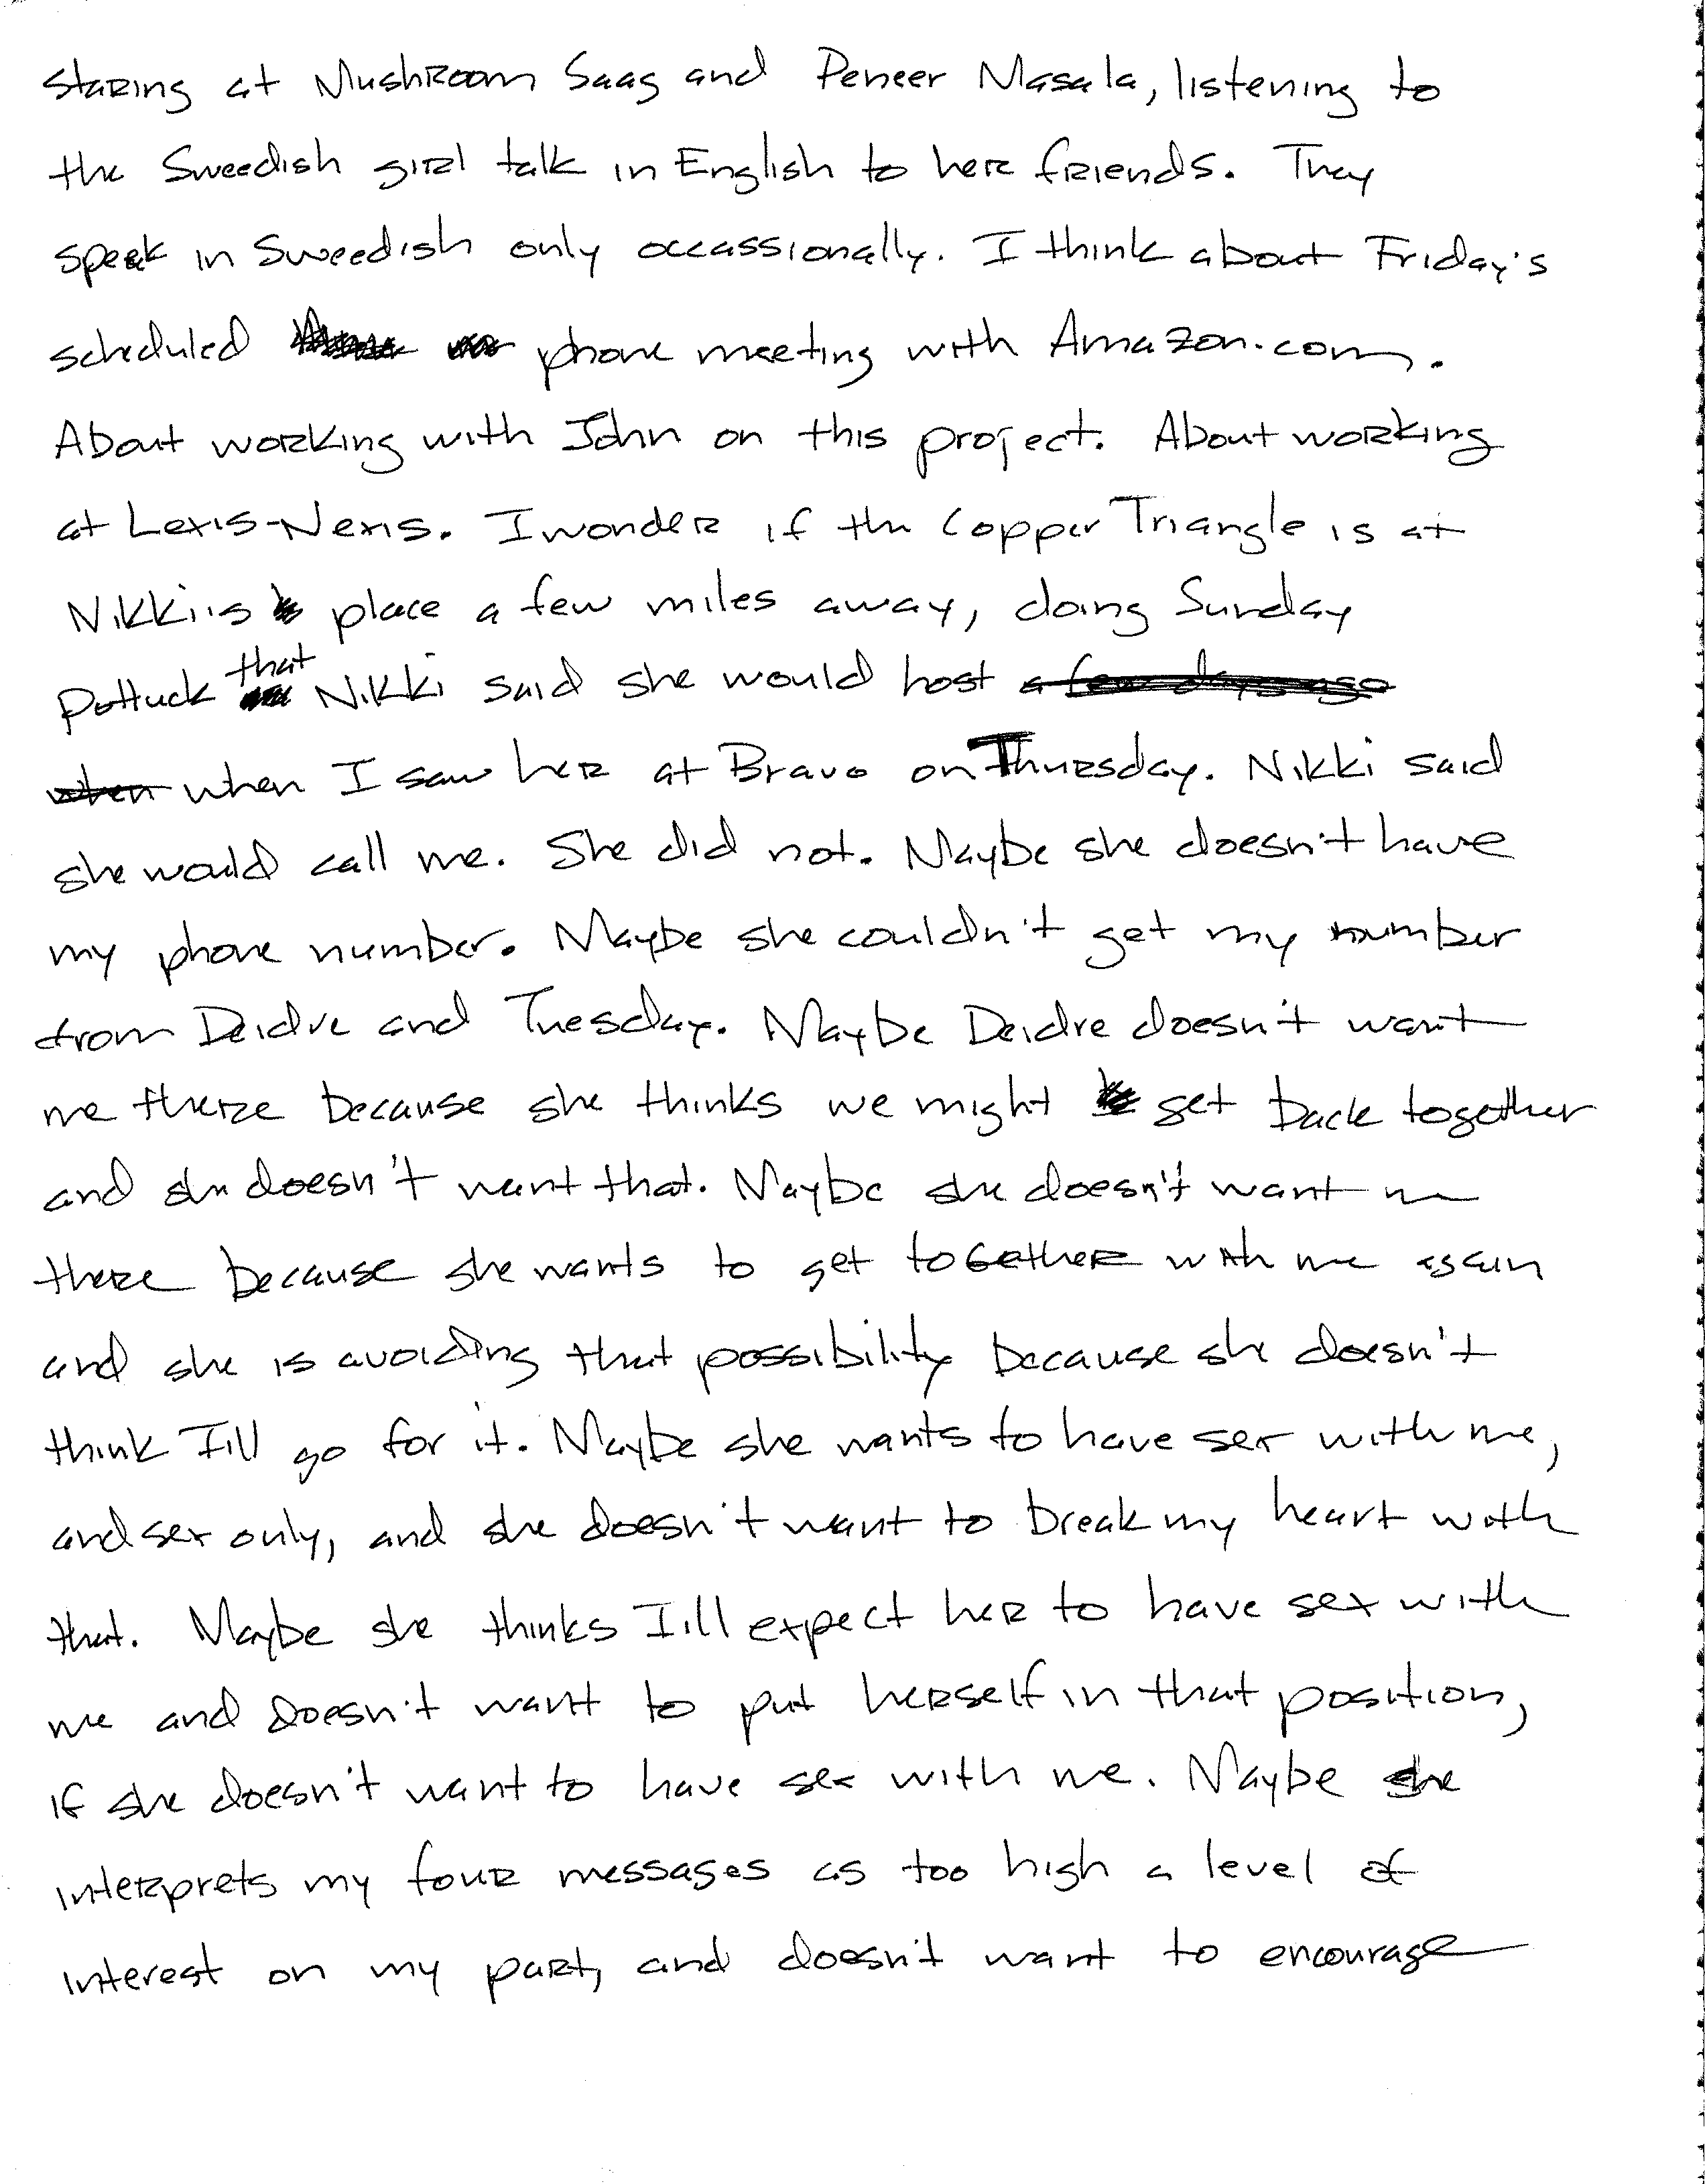 Staring at Mushroom Saag and Peneer Masala, listening to
the Sweedish girl talk in English to her friends. They
speak in Sweedish only occassionally. I think about Friday's
scheduled phone meeting with Amazon.com.
About working with John on this project. About working
at Lexis-Nexis. I wonder if the Copper Triangle is at
Nikki's place a few miles away, doing Sunday
Pottuck that Nikki said she would host a few days ago
when when I saw her at Bravo on Thursday. Nikki said
she would call me. She did not. Maybe she doesn't have
my phone number. Maybe she couldn't get my number
from Deidre and Tuesday. Maybe Deidre doesn't want
me there because she thinks we might get back together
and she doesn't want that. Maybe she doesn't want me
there because she wants to get together with me again
and she is avoiding that possibility because she doesn't
think I'll go for it. Maybe she wants to have sex with me,
and sex only, and she doesn't want to break my heart with
that. Maybe she thinks I'll expect her to have sex with
me and doesn't want to put herself in that position,
if she doesn't want to have sex with me. Maybe she
interprets my four messages as too high a level of
interest on my part, and doesn't want to encourage